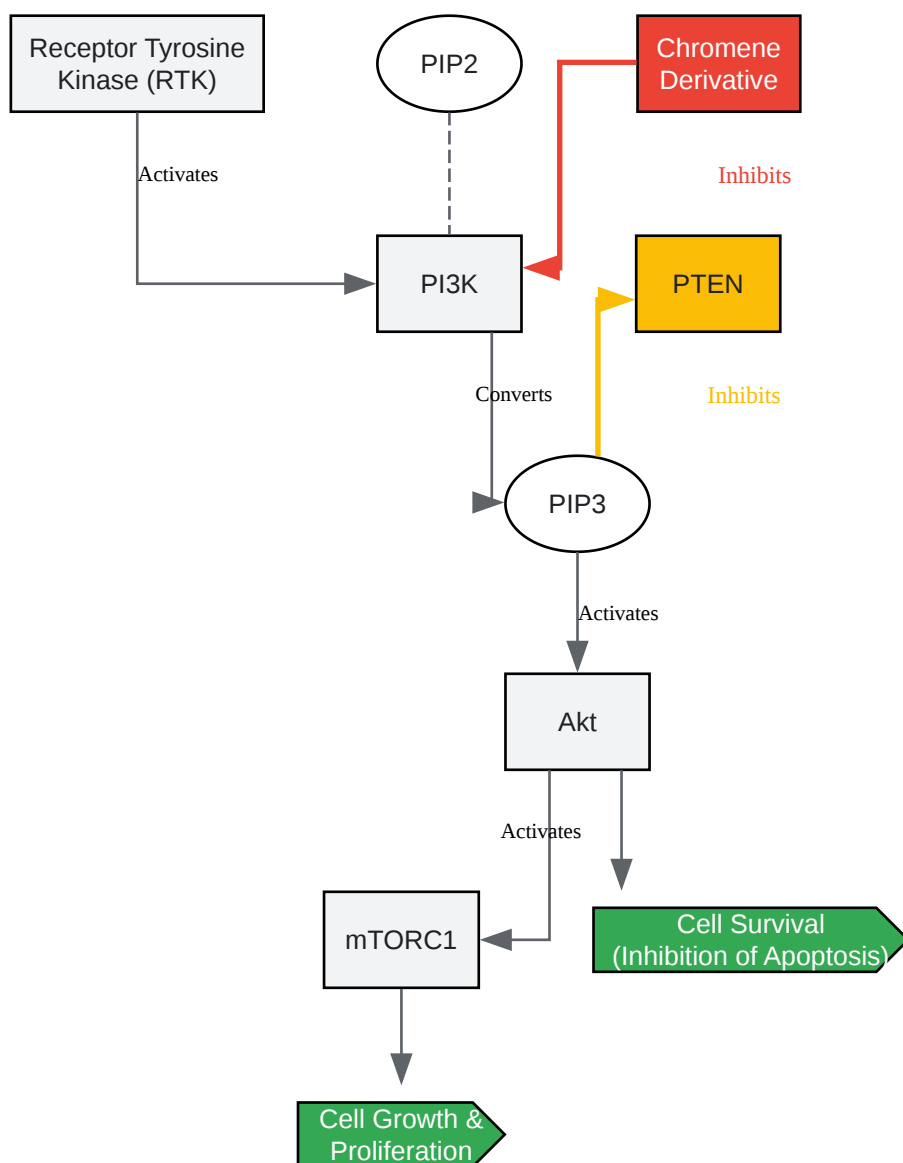 Receptor Tyrosine
Kinase (RTK)
PIP2
Chromene
Derivative
Activates
Inhibits
PI3K
PTEN
Converts
Inhibits
PIP3
Activates
Akt
Activates
mTORC1
Cell Survival
(Inhibition of Apoptosis)
Cell Growth &
Proliferation